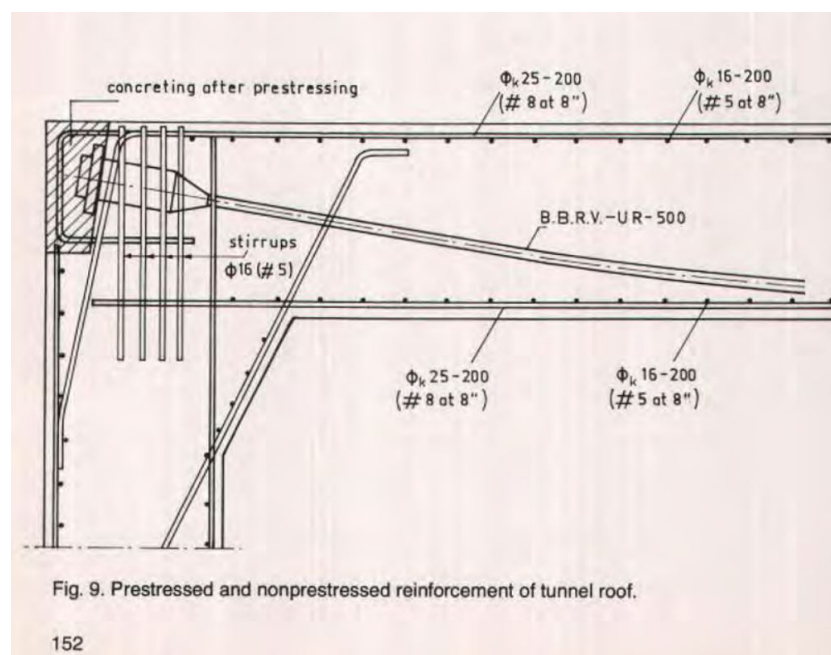 concreting after prestressing
Φk 25-200
(# 8 at 8")
Φk 16-200
(# 5 at 8")
B.B.R.V.-UR-500
stirrups
Φ16 (# 5)
Φk 25-200
(# 8 at 8")
Φk 16-200
(# 5 at 8")
Fig. 9. Prestressed and nonprestressed reinforcement of tunnel roof.
152